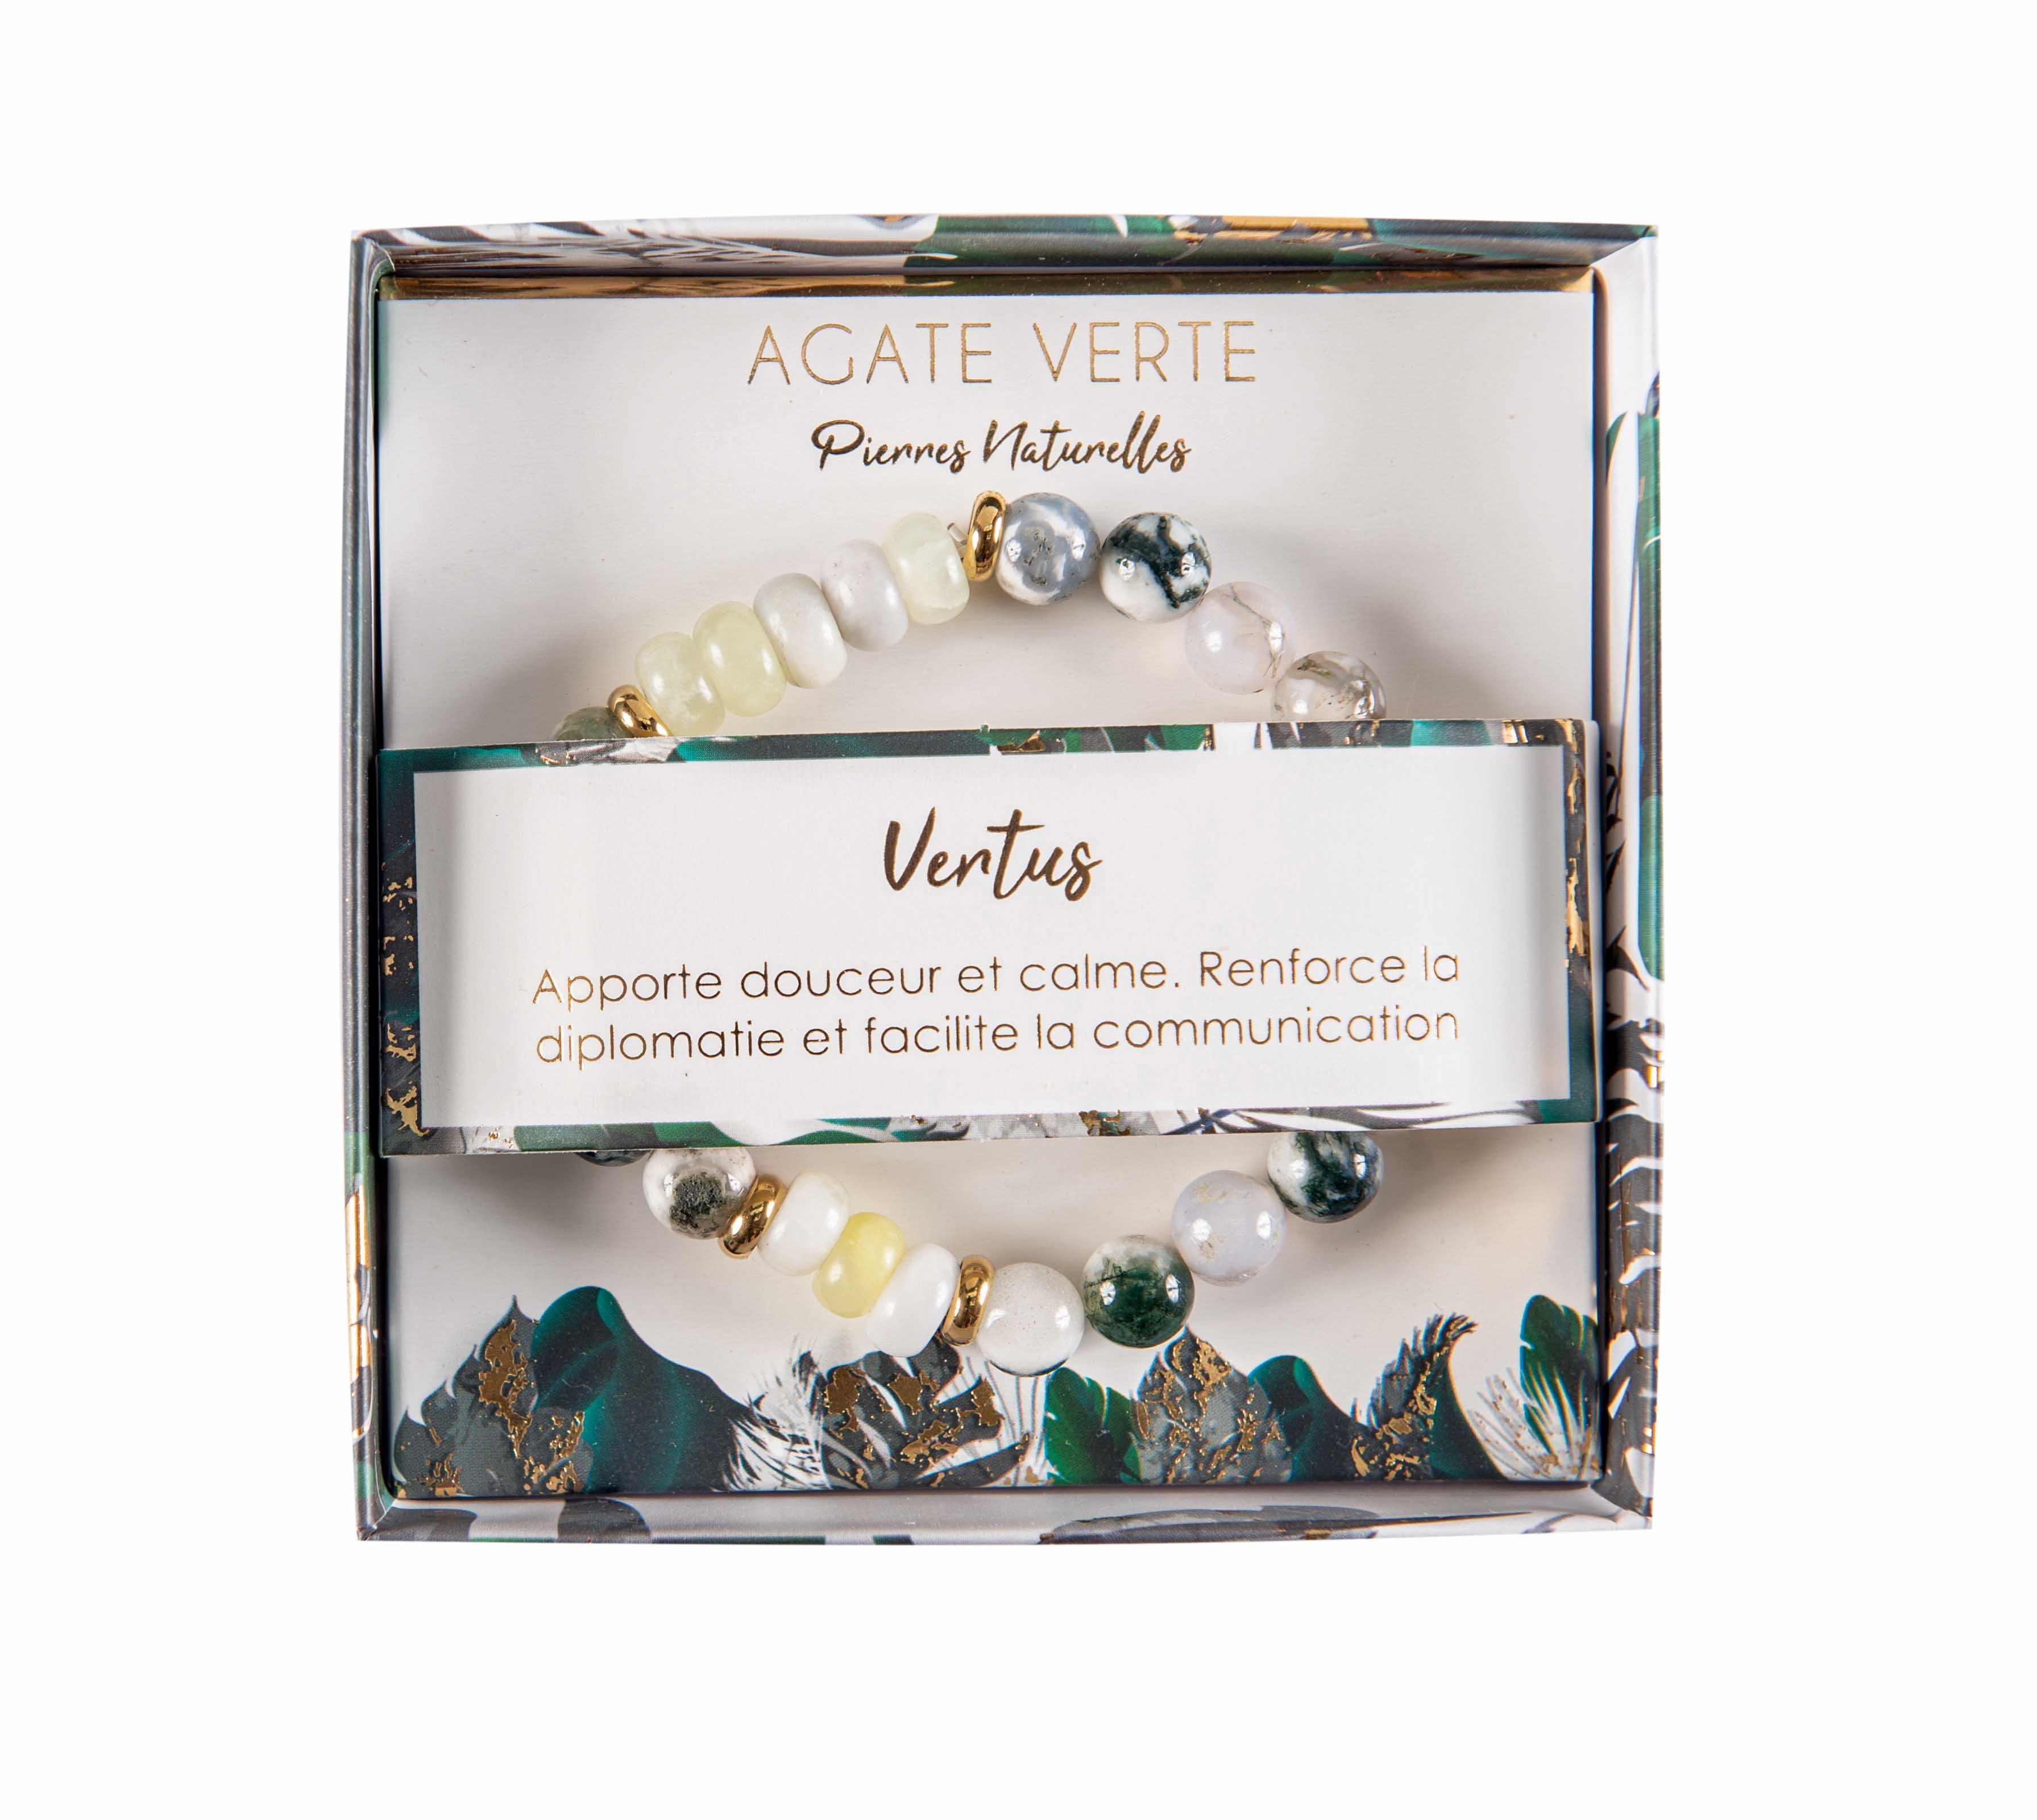 AGATE VERTE
Pierres Naturelles
Vertus
Apporte douceur et calme. Renforce la
diplomatie et facilite la communication